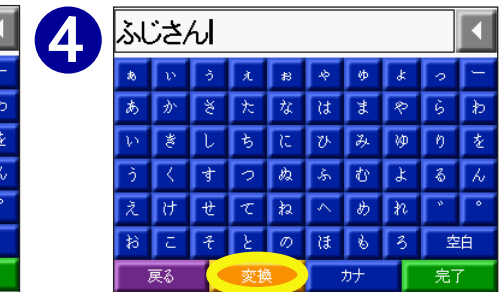 4
ふじさん
ぁ ぃ ぅ ぇ ぉ ゃ ゅ ょ っ ー
あ か さ た な は ま や ら わ
い き し ち に ひ み ゆ り を
う く す つ ぬ ふ む よ る ん
え け せ て ね へ め れ ゛ ゜
お こ そ と の ほ も ろ 空白
戻る 変換 カナ 完了